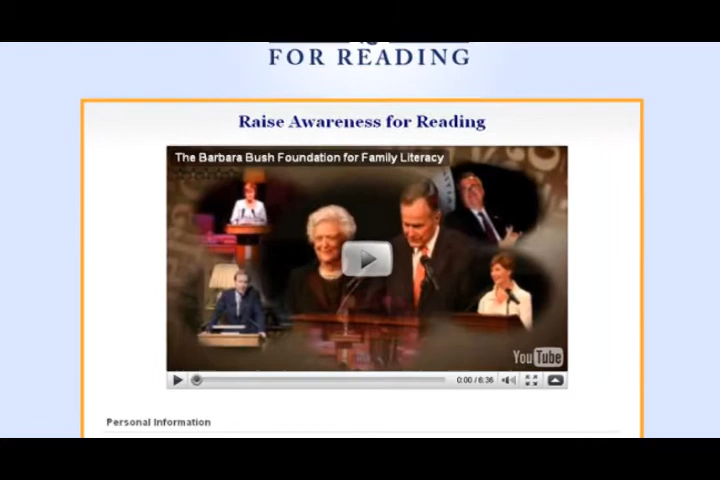 FOR READING
Raise Awareness for Reading
The Barbara Bush Foundation for Family Literacy
YouTube
0:00 / 6:36
Personal Information